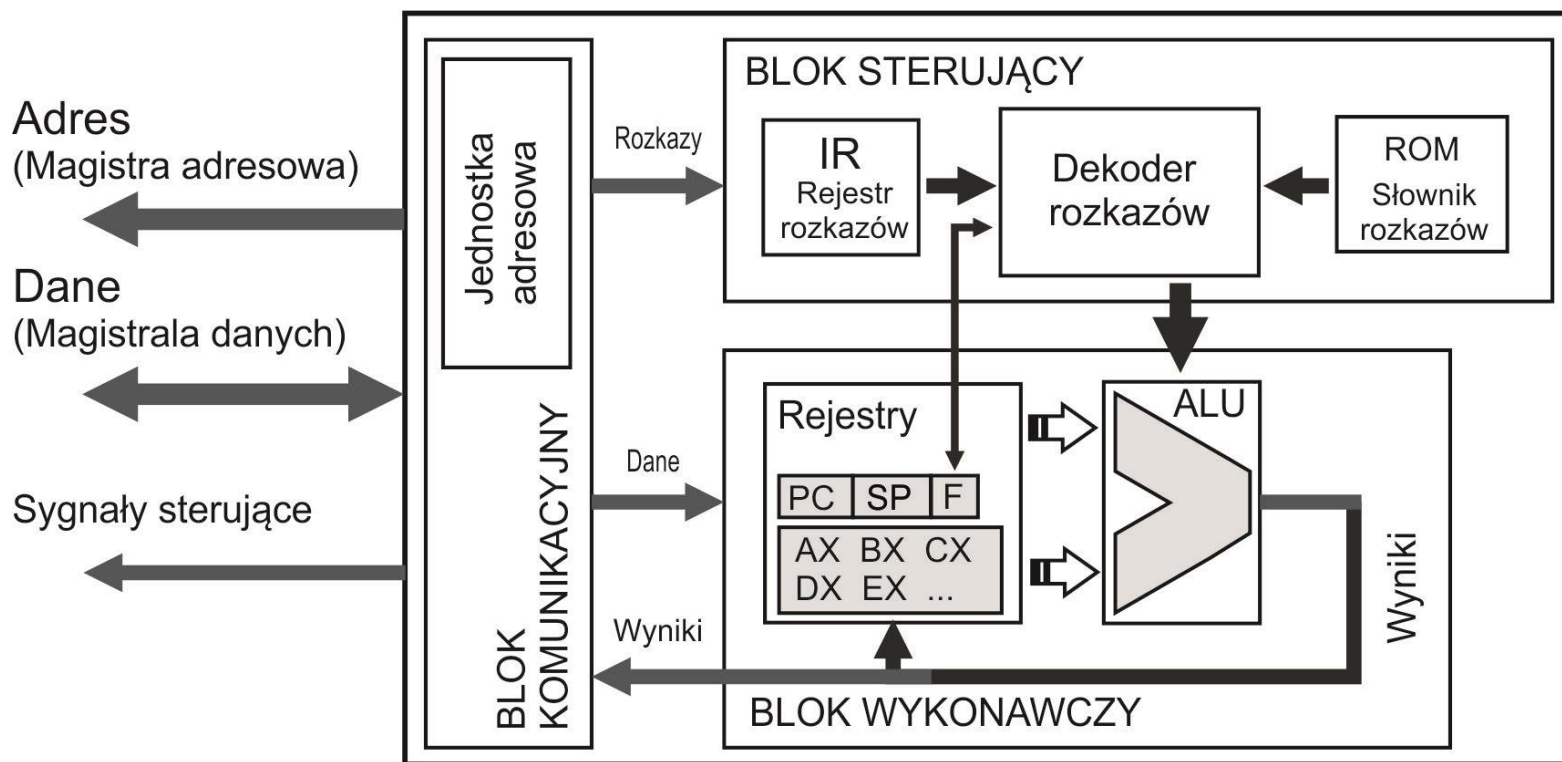 Adres
(Magistra adresowa)
Dane
(Magistrala danych)
Sygnały sterujące
Jednostka
adresowa
BLOK
KOMUNIKACYJNY
Rozkazy
Dane
Wyniki
BLOK STERUJĄCY
IR
Rejestr
rozkazów
Dekoder
rozkazów
ROM
Słownik
rozkazów
Rejestry
PC SP F
AX BX CX
DX EX ...
ALU
Wyniki
BLOK WYKONAWCZY